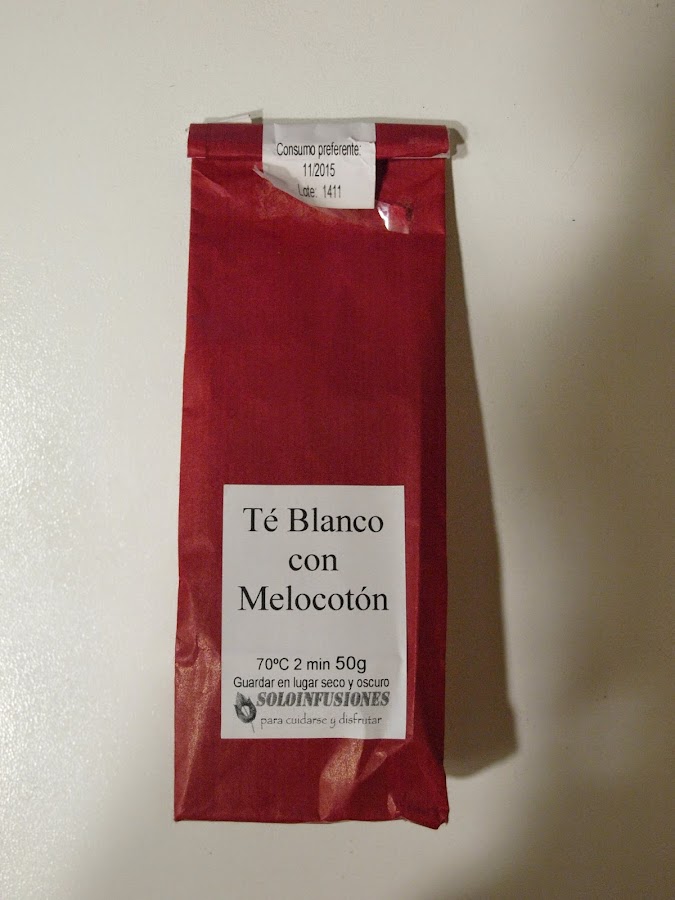 Consumo preferente:
11/2015
Lote: 1411
Té Blanco
con
Melocotón
70ºC 2 min 50g
Guardar en lugar seco y oscuro
SOLOINFUSIONES
para cuidarse y disfrutar